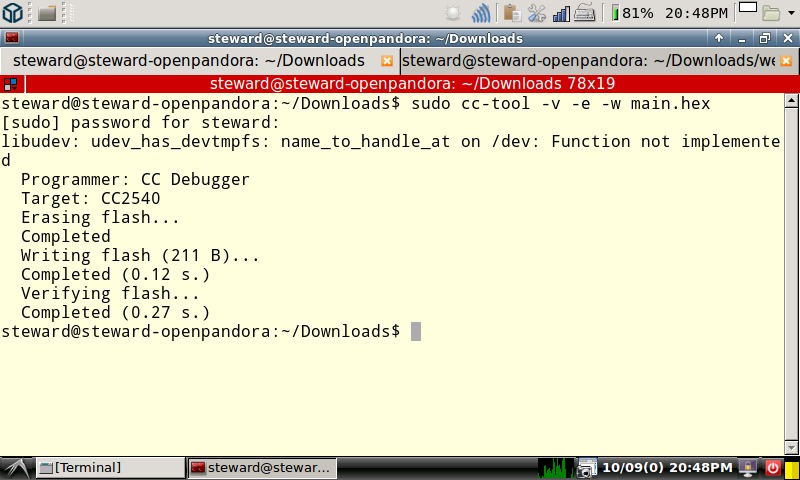 81% 20:48PM
steward@steward-openpandora: ~/Downloads
steward@steward-openpandora: ~/Downloads
steward@steward-openpandora: ~/Downloads/we
steward@steward-openpandora: ~/Downloads 78x19
steward@steward-openpandora:~/Downloads$ sudo cc-tool -v -e -w main.hex
[sudo] password for steward:
libudev: udev_has_devtmpfs: name_to_handle_at on /dev: Function not implemente
d
Programmer: CC Debugger
Target: CC2540
Erasing flash...
Completed
Writing flash (211 B)...
Completed (0.12 s.)
Verifying flash...
Completed (0.27 s.)
steward@steward-openpandora:~/Downloads$
[Terminal]
steward@stewar...
10/09(0) 20:48PM